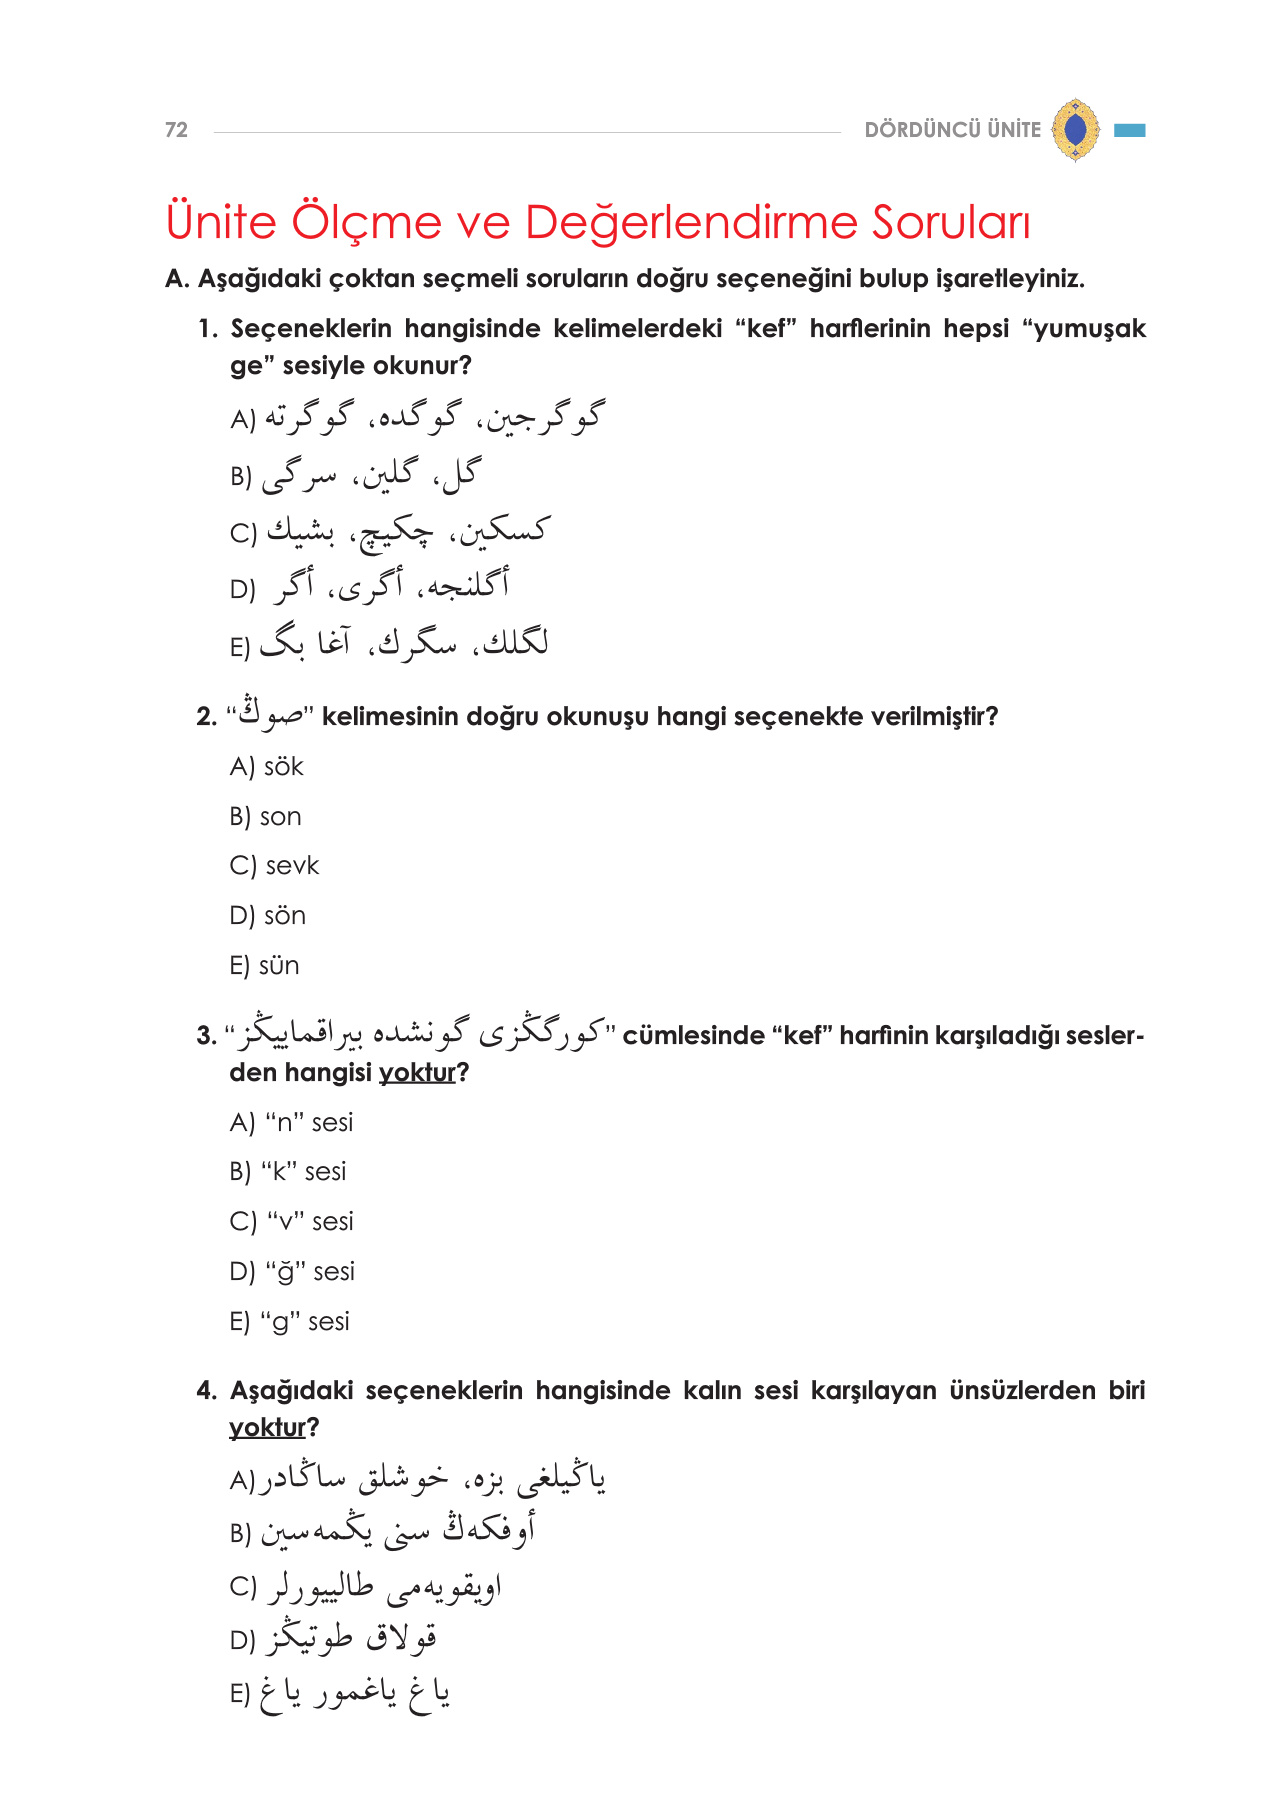 72
DÖRDÜNCÜ ÜNİTE
Ünite Ölçme ve Değerlendirme Soruları
A. Aşağıdaki çoktan seçmeli soruların doğru seçeneğini bulup işaretleyiniz.
1. Seçeneklerin hangisinde kelimelerdeki “kef” harflerinin hepsi “yumuşak
ge” sesiyle okunur?
A) گوگرجين، گوگده، گوگرته
B) گل، گلين، سرگى
C) كسكين، چكيچ، بشيك
D) أگلنجه، أگرى، أگر
E) لگلك، سگرك، آغا بگ
2. “صوڭ” kelimesinin doğru okunuşu hangi seçenekte verilmiştir?
A) sök
B) son
C) sevk
D) sön
E) sün
3. “كورگڭزى گونشده بيراقماييڭز” cümlesinde “kef” harfinin karşıladığı sesler-
den hangisi yoktur?
A) “n” sesi
B) “k” sesi
C) “v” sesi
D) “ğ” sesi
E) “g” sesi
4. Aşağıdaki seçeneklerin hangisinde kalın sesi karşılayan ünsüzlerden biri
yoktur?
A) ياڭيلغى بزه، خوشلق ساڭادر
B) أوفكه‌ڭ سنى يڭمه‌سين
C) اويقويه‌مى طالييورلر
D) قولاق طوتيڭز
E) ياغ ياغمور ياغ